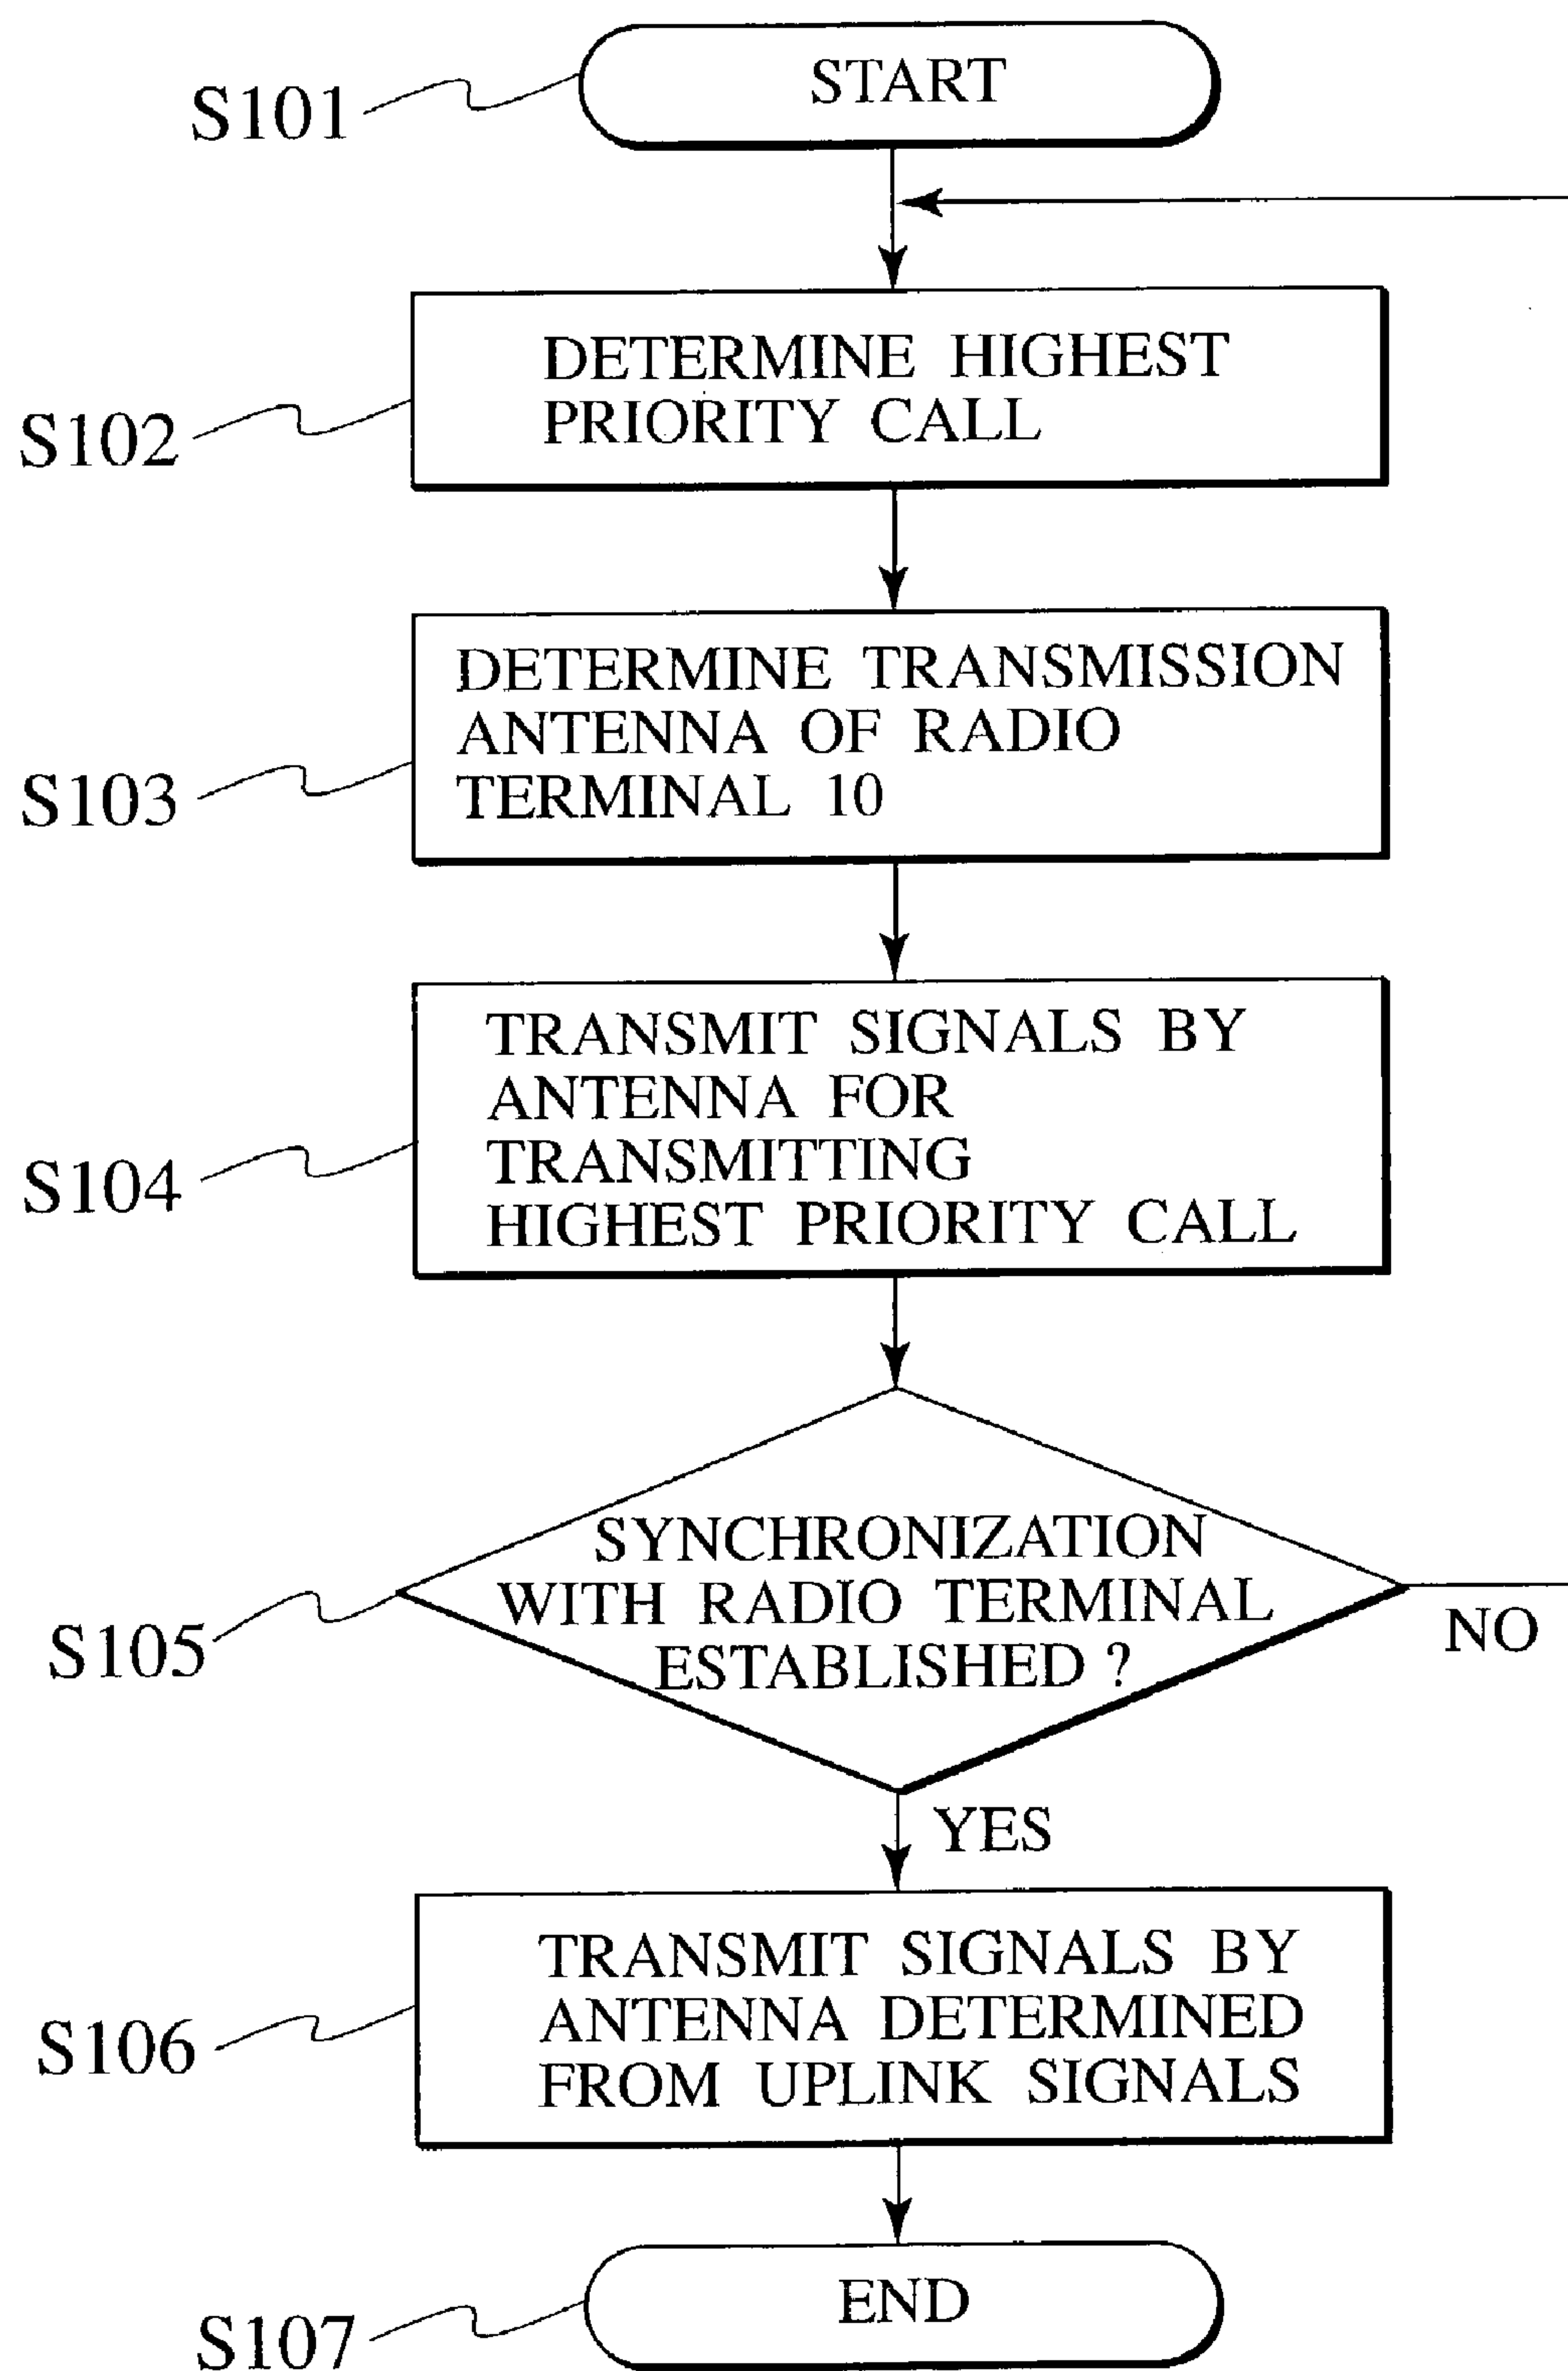 S101
START
S102
DETERMINE HIGHEST
PRIORITY CALL
S103
DETERMINE TRANSMISSION
ANTENNA OF RADIO
TERMINAL 10
S104
TRANSMIT SIGNALS BY
ANTENNA FOR
TRANSMITTING
HIGHEST PRIORITY CALL
S105
SYNCHRONIZATION
WITH RADIO TERMINAL
ESTABLISHED ?
NO
YES
S106
TRANSMIT SIGNALS BY
ANTENNA DETERMINED
FROM UPLINK SIGNALS
S107
END